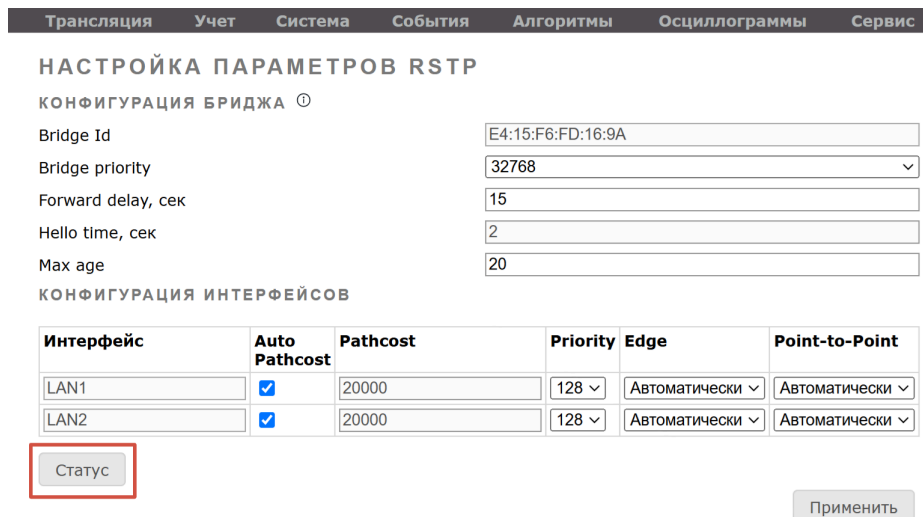 Трансляция Учет Система События Алгоритмы Осциллограммы Сервис
НАСТРОЙКА ПАРАМЕТРОВ RSTP
КОНФИГУРАЦИЯ БРИДЖА ⓘ
Bridge Id E4:15:F6:FD:16:9A
Bridge priority 32768
Forward delay, сек 15
Hello time, сек 2
Max age 20
КОНФИГУРАЦИЯ ИНТЕРФЕЙСОВ
Интерфейс Auto Pathcost Pathcost Priority Edge Point-to-Point
LAN1 20000 128 Автоматически Автоматически
LAN2 20000 128 Автоматически Автоматически
Статус
Применить